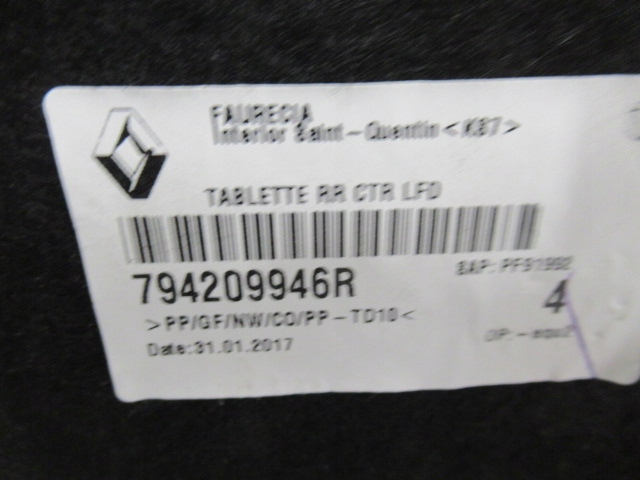 FAURECIA
Interior Saint-Quentin <K87>
TABLETTE RR CTR LFD
794209946R
SAP: PF91992
4
>PP/GF/NW/CO/PP-TD10<
Date:31.01.2017
OP:-